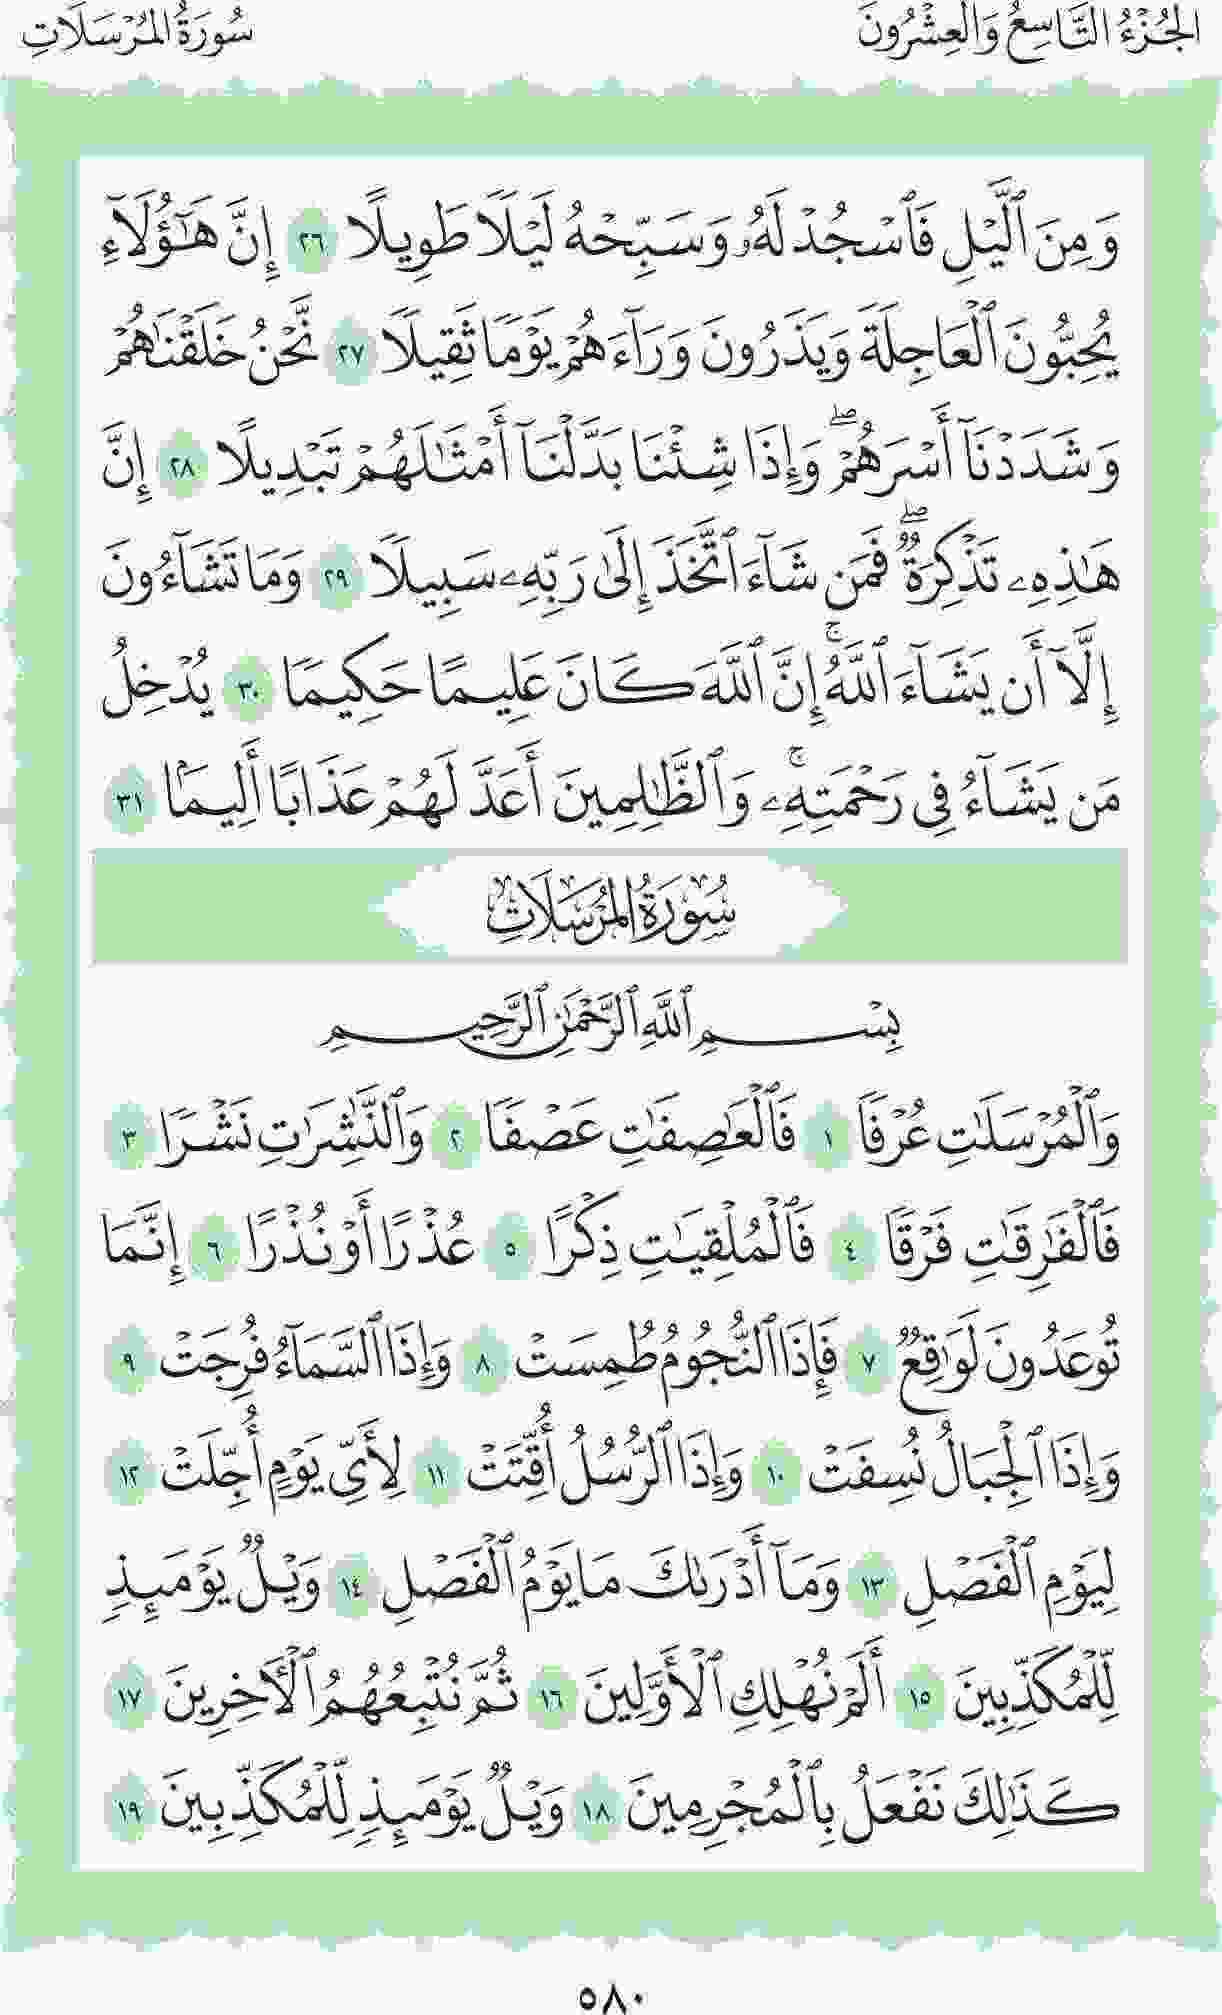 الجُزْءُ التَّاسِعُ وَالعِشْرُونَ
سُورَةُ المُرْسَلَاتِ
وَمِنَ ٱلَّيۡلِ فَٱسۡجُدۡ لَهُۥ وَسَبِّحۡهُ لَيۡلٗا طَوِيلًا ٢٦ إِنَّ هَٰٓؤُلَآءِ
يُحِبُّونَ ٱلۡعَاجِلَةَ وَيَذَرُونَ وَرَآءَهُمۡ يَوۡمٗا ثَقِيلٗا ٢٧ نَّحۡنُ خَلَقۡنَٰهُمۡ
وَشَدَدۡنَآ أَسۡرَهُمۡۖ وَإِذَا شِئۡنَا بَدَّلۡنَآ أَمۡثَٰلَهُمۡ تَبۡدِيلًا ٢٨ إِنَّ
هَٰذِهِۦ تَذۡكِرَةٞۖ فَمَن شَآءَ ٱتَّخَذَ إِلَىٰ رَبِّهِۦ سَبِيلٗا ٢٩ وَمَا تَشَآءُونَ
إِلَّآ أَن يَشَآءَ ٱللَّهُۚ إِنَّ ٱللَّهَ كَانَ عَلِيمًا حَكِيمٗا ٣٠ يُدۡخِلُ
مَن يَشَآءُ فِي رَحۡمَتِهِۦۚ وَٱلظَّٰلِمِينَ أَعَدَّ لَهُمۡ عَذَابًا أَلِيمَۢا ٣١
سُورَةُ المُرْسَلَاتِ
بِسۡمِ ٱللَّهِ ٱلرَّحۡمَٰنِ ٱلرَّحِيمِ
وَٱلۡمُرۡسَلَٰتِ عُرۡفٗا ١ فَٱلۡعَٰصِفَٰتِ عَصۡفٗا ٢ وَٱلنَّٰشِرَٰتِ نَشۡرٗا ٣
فَٱلۡفَٰرِقَٰتِ فَرۡقٗا ٤ فَٱلۡمُلۡقِيَٰتِ ذِكۡرًا ٥ عُذۡرًا أَوۡ نُذۡرًا ٦ إِنَّمَا
تُوعَدُونَ لَوَٰقِعٞ ٧ فَإِذَا ٱلنُّجُومُ طُمِسَتۡ ٨ وَإِذَا ٱلسَّمَآءُ فُرِجَتۡ ٩
وَإِذَا ٱلۡجِبَالُ نُسِفَتۡ ١٠ وَإِذَا ٱلرُّسُلُ أُقِّتَتۡ ١١ لِأَيِّ يَوۡمٍ أُجِّلَتۡ ١٢
لِيَوۡمِ ٱلۡفَصۡلِ ١٣ وَمَآ أَدۡرَىٰكَ مَا يَوۡمُ ٱلۡفَصۡلِ ١٤ وَيۡلٞ يَوۡمَئِذٖ
لِّلۡمُكَذِّبِينَ ١٥ أَلَمۡ نُهۡلِكِ ٱلۡأَوَّلِينَ ١٦ ثُمَّ نُتۡبِعُهُمُ ٱلۡأٓخِرِينَ ١٧
كَذَٰلِكَ نَفۡعَلُ بِٱلۡمُجۡرِمِينَ ١٨ وَيۡلٞ يَوۡمَئِذٖ لِّلۡمُكَذِّبِينَ ١٩
٥٨٠